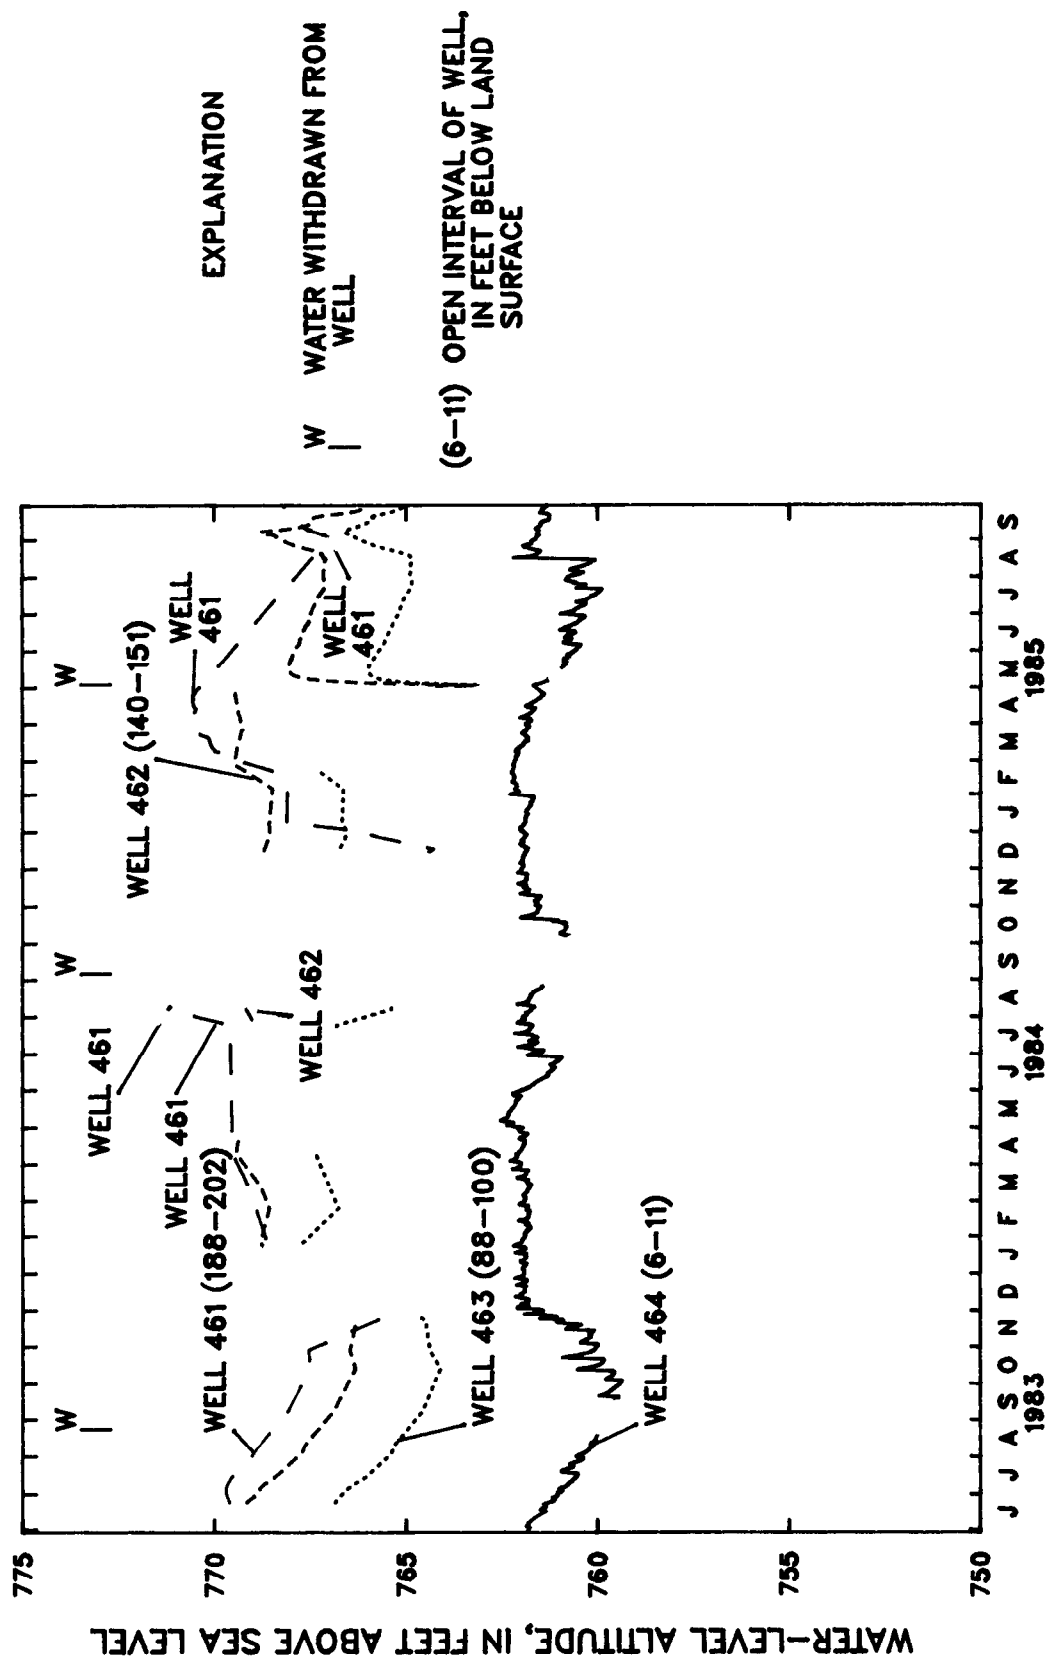 WATER-LEVEL ALTITUDE, IN FEET ABOVE SEA LEVEL
775
770
765
760
755
750
W
W
W
WELL 461
WELL 462 (140-151)
WELL
461
WELL 461
WELL 461 (188-202)
WELL 462
WELL
461
WELL 463 (88-100)
WELL 464 (6-11)
J J A S O N D J F M A M J J A S O N D J F M A M J J A S
1983 1984 1985
EXPLANATION
W WATER WITHDRAWN FROM
WELL
(6-11) OPEN INTERVAL OF WELL,
IN FEET BELOW LAND
SURFACE